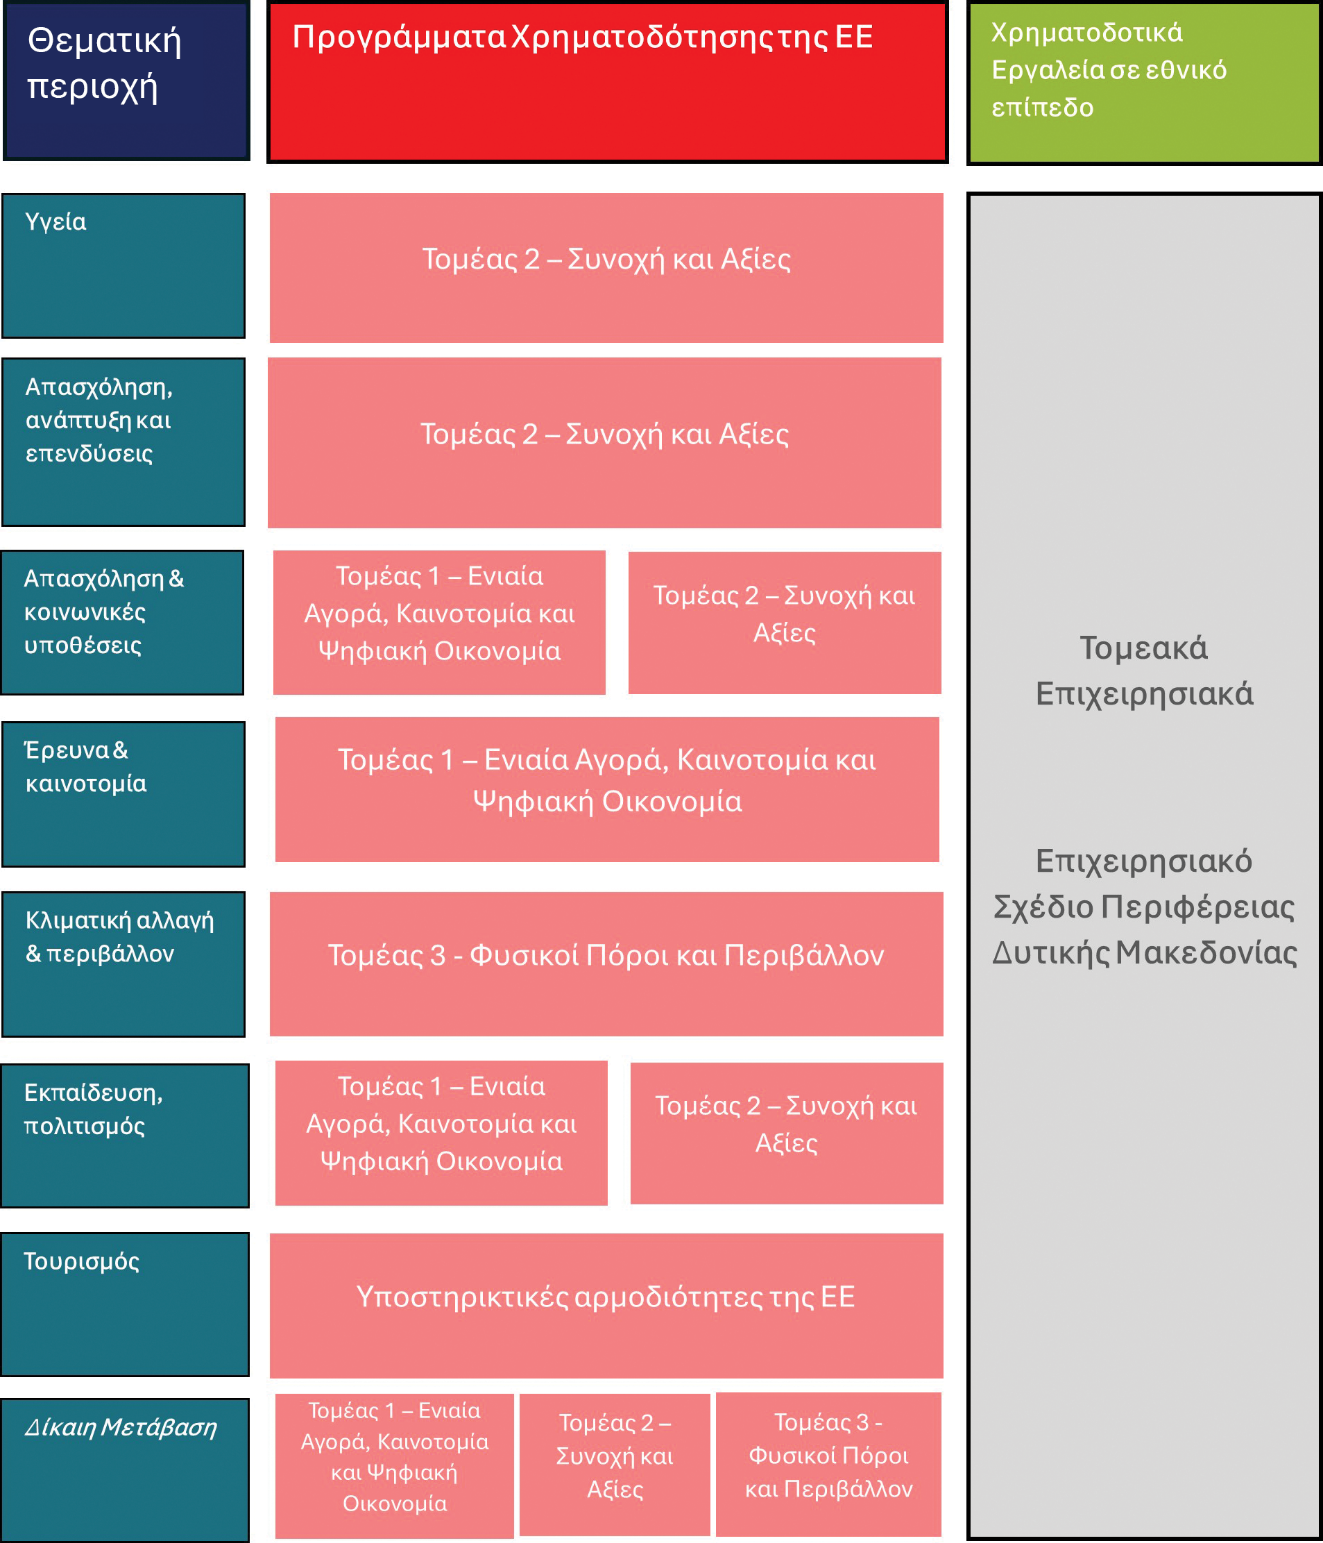 Θεματική
περιοχή
Προγράμματα Χρηματοδότησης της ΕΕ
Χρηματοδοτικά
Εργαλεία σε εθνικό
επίπεδο
Υγεία
Τομέας 2 – Συνοχή και Αξίες
Απασχόληση,
ανάπτυξη και
επενδύσεις
Τομέας 2 – Συνοχή και Αξίες
Απασχόληση &
κοινωνικές
υποθέσεις
Τομέας 1 – Ενιαία
Αγορά, Καινοτομία και
Ψηφιακή Οικονομία
Τομέας 2 – Συνοχή και
Αξίες
Έρευνα &
καινοτομία
Τομέας 1 – Ενιαία Αγορά, Καινοτομία και
Ψηφιακή Οικονομία
Κλιματική αλλαγή
& περιβάλλον
Τομέας 3 - Φυσικοί Πόροι και Περιβάλλον
Εκπαίδευση,
πολιτισμός
Τομέας 1 – Ενιαία
Αγορά, Καινοτομία και
Ψηφιακή Οικονομία
Τομέας 2 – Συνοχή και
Αξίες
Τουρισμός
Υποστηρικτικές αρμοδιότητες της ΕΕ
Δίκαιη Μετάβαση
Τομέας 1 – Ενιαία
Αγορά, Καινοτομία
και Ψηφιακή
Οικονομία
Τομέας 2 –
Συνοχή και
Αξίες
Τομέας 3 -
Φυσικοί Πόροι
και Περιβάλλον
Τομεακά
Επιχειρησιακά
Επιχειρησιακό
Σχέδιο Περιφέρειας
Δυτικής Μακεδονίας